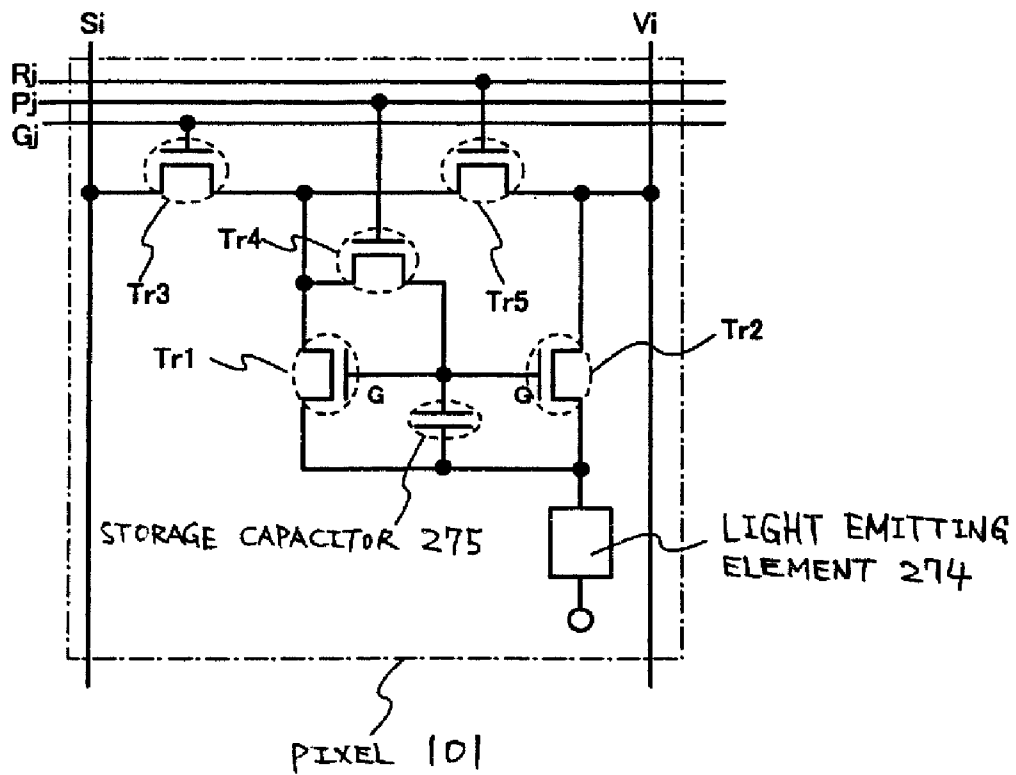 Si
Vi
Rj
Pj
Gj
Tr4
Tr3
Tr5
Tr1
Tr2
G
G
STORAGE CAPACITOR 275
LIGHT EMITTING
ELEMENT 274
PIXEL 101